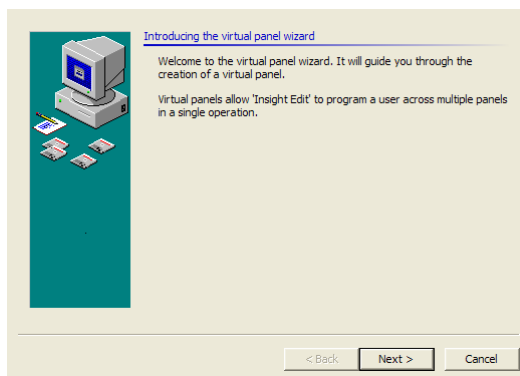 Introducing the virtual panel wizard
Welcome to the virtual panel wizard. It will guide you through the
creation of a virtual panel.
Virtual panels allow 'Insight Edit' to program a user across multiple panels
in a single operation.
< Back Next > Cancel